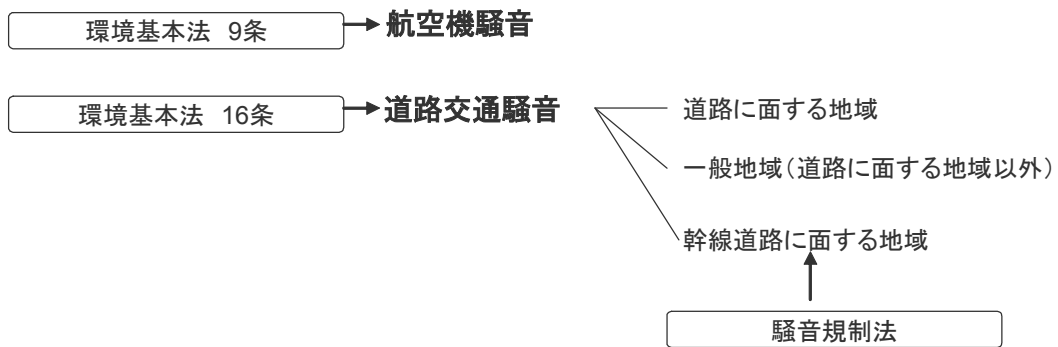 環境基本法 9条
航空機騒音
環境基本法 16条
道路交通騒音
道路に面する地域
一般地域(道路に面する地域以外)
幹線道路に面する地域
騒音規制法